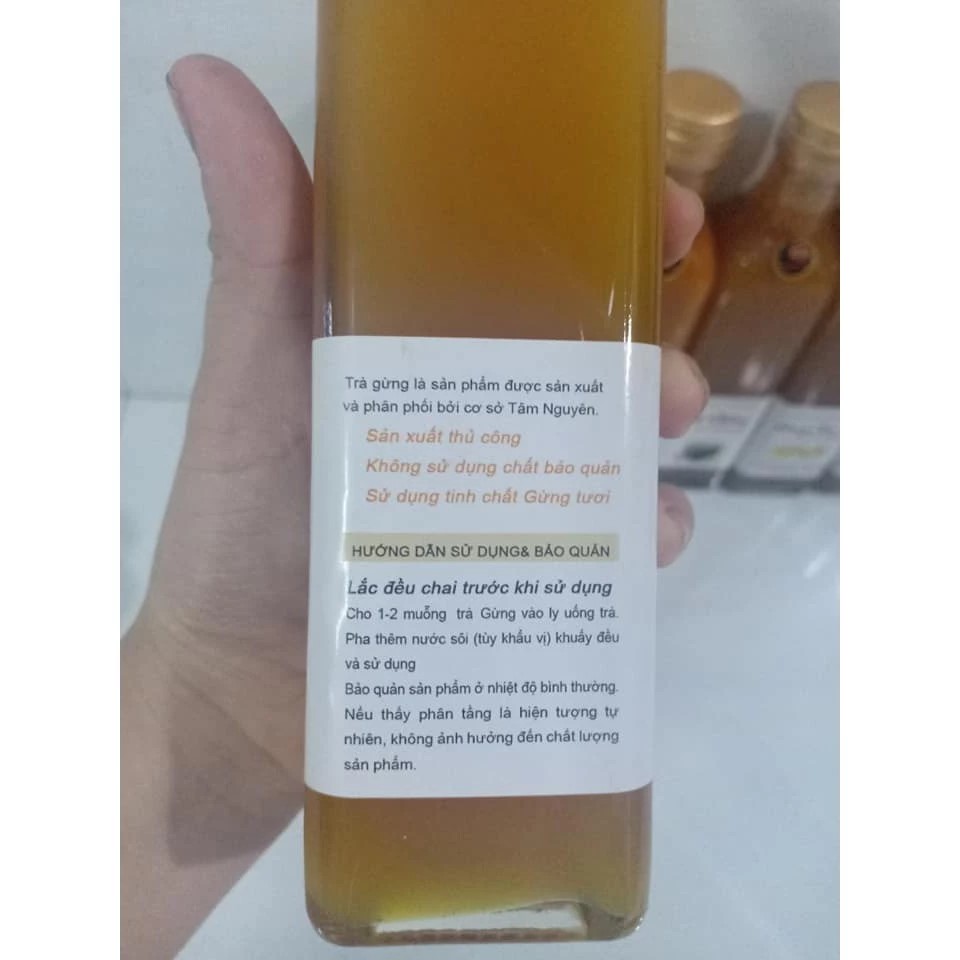 Trà gừng là sản phẩm được sản xuất
và phân phối bởi cơ sở Tâm Nguyên.
Sản xuất thủ công
Không sử dụng chất bảo quản
Sử dụng tinh chất Gừng tươi
HƯỚNG DẪN SỬ DỤNG& BẢO QUẢN
Lắc đều chai trước khi sử dụng
Cho 1-2 muỗng trà Gừng vào ly uống trà.
Pha thêm nước sôi (tùy khẩu vị) khuấy đều
và sử dụng
Bảo quản sản phẩm ở nhiệt độ bình thường.
Nếu thấy phân tầng là hiện tượng tự
nhiên, không ảnh hưởng đến chất lượng
sản phẩm.